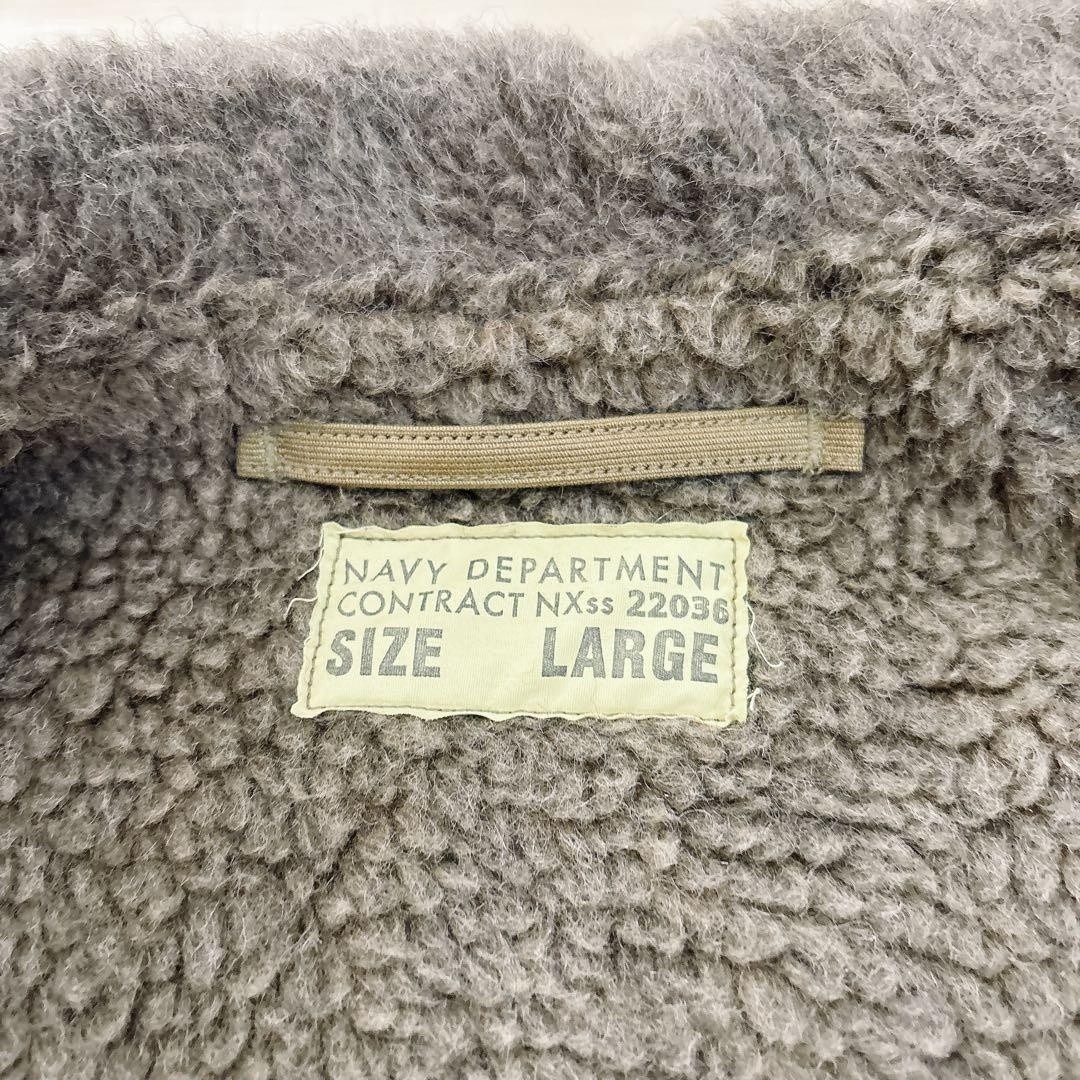 NAVY DEPARTMENT
CONTRACT NXss 22036
SIZE LARGE